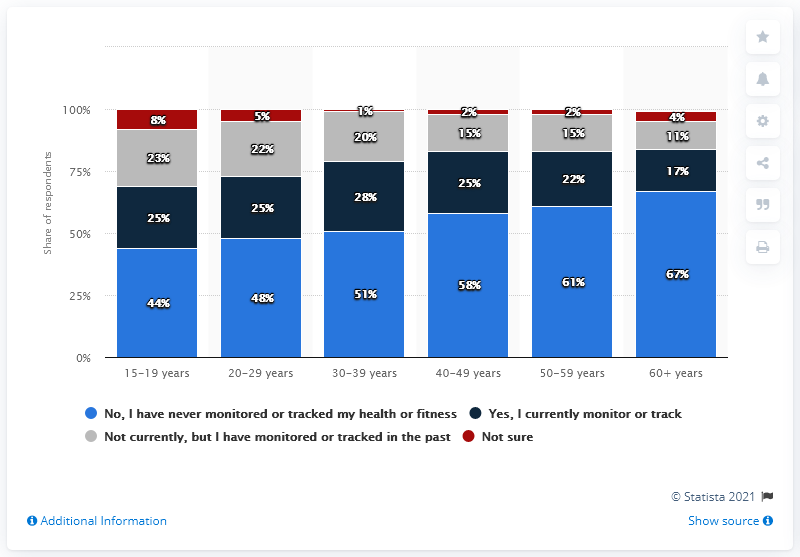 100%
75%
50%
25%
0%
Share of respondents
8% 5% 1% 2% 2% 4%
23% 22% 20% 15% 15% 11%
25% 25% 28% 25% 22% 17%
44% 48% 51% 58% 61% 67%
15-19 years 20-29 years 30-39 years 40-49 years 50-59 years 60+ years
No, I have never monitored or tracked my health or fitness Yes, I currently monitor or track
Not currently, but I have monitored or tracked in the past Not sure
© Statista 2021
Additional Information Show source